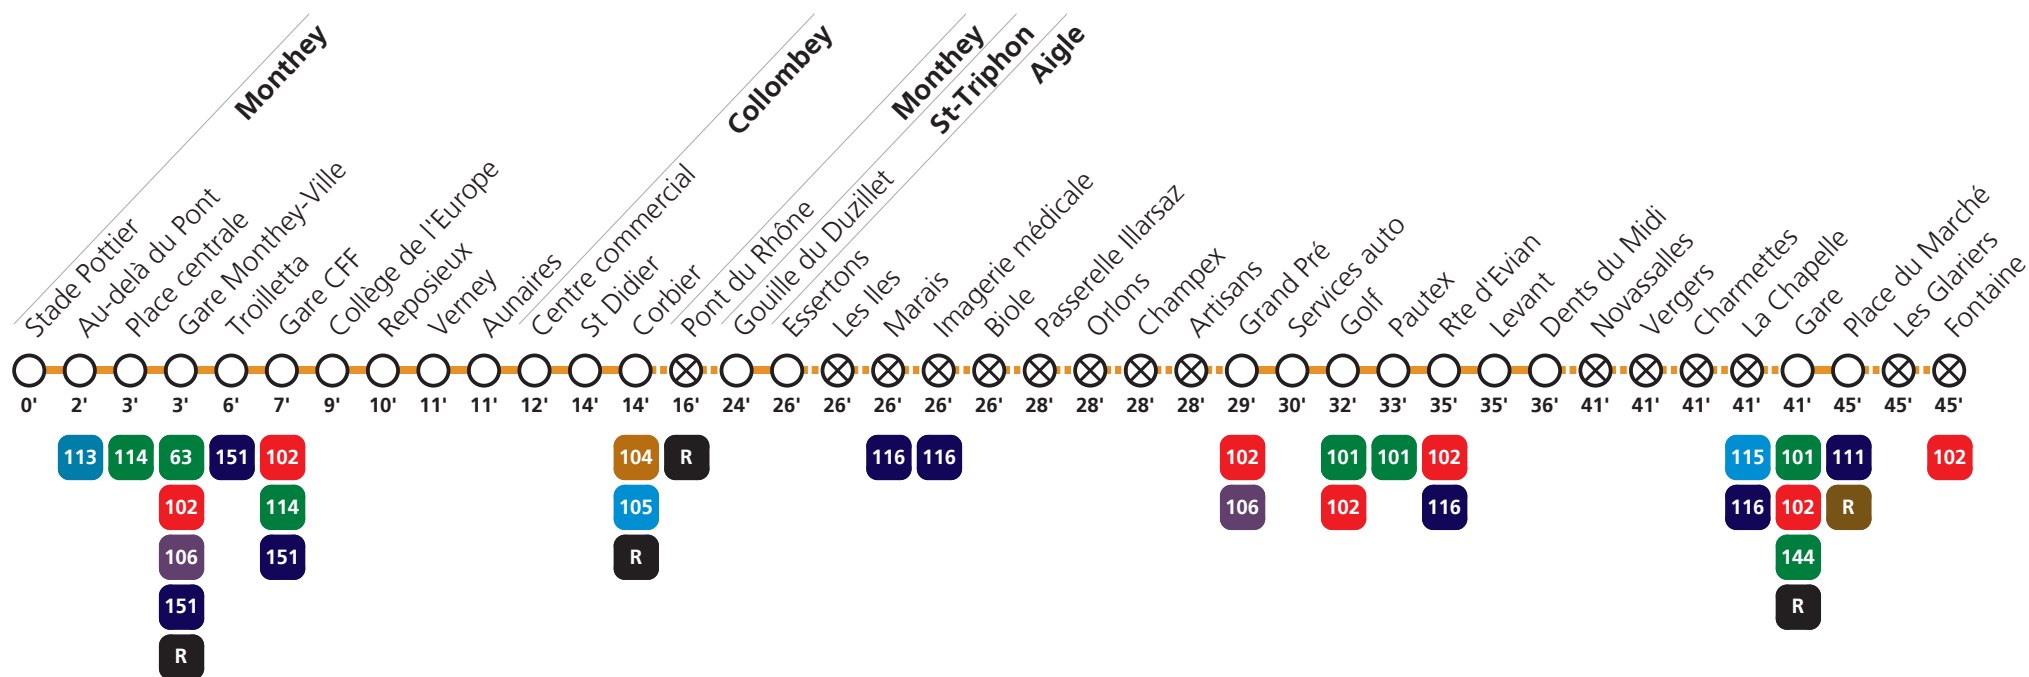 Monthey
Collombey
Monthey
St-Triphon
Aigle
Stade Pottier
Au-delà du Pont
Place centrale
Gare Monthey-Ville
Troilletta
Gare CFF
Collège de l'Europe
Reposieux
Verney
Aunaires
Centre commercial
St Didier
Corbier
Pont du Rhône
Gouille du Duzillet
Essertons
Les Iles
Marais
Imagerie médicale
Biole
Passerelle Illarsaz
Orlons
Champex
Artisans
Grand Pré
Services auto
Golf
Pautex
Rte d'Evian
Levant
Dents du Midi
Novassalles
Vergers
Charmettes
La Chapelle
Gare
Place du Marché
Les Glariers
Fontaine
0' 2' 3' 3' 6' 7' 9' 10' 11' 11' 12' 14' 14' 16' 24' 26' 26' 26' 26' 26' 28' 28' 28' 28' 29' 30' 32' 33' 35' 35' 36' 41' 41' 41' 41' 41' 45' 45' 45'
113 114 63 151 102 104 R 116 116 102 101 101 102 115 101 111 102
102 114 105 106 102 116 116 102 R
106 151 R 144
151 R
R